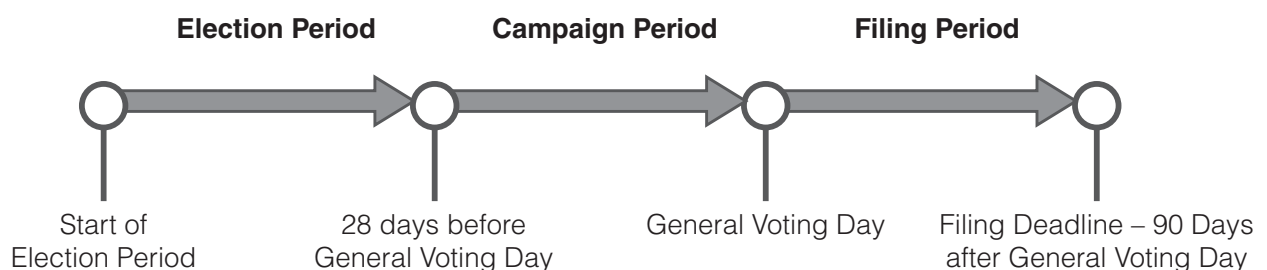 Election Period
Campaign Period
Filing Period
Start of
Election Period
28 days before
General Voting Day
General Voting Day
Filing Deadline – 90 Days
after General Voting Day